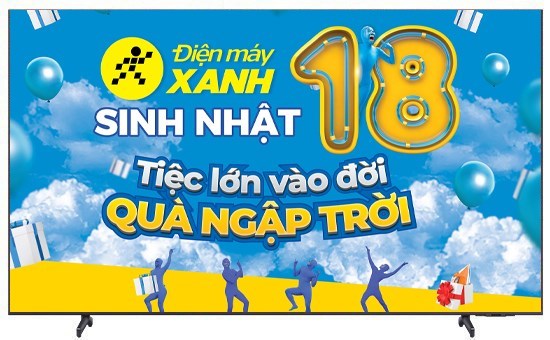 Điện máy
XANH
SINH NHẬT
18
Tiệc lớn vào đời
QUÀ NGẬP TRỜI